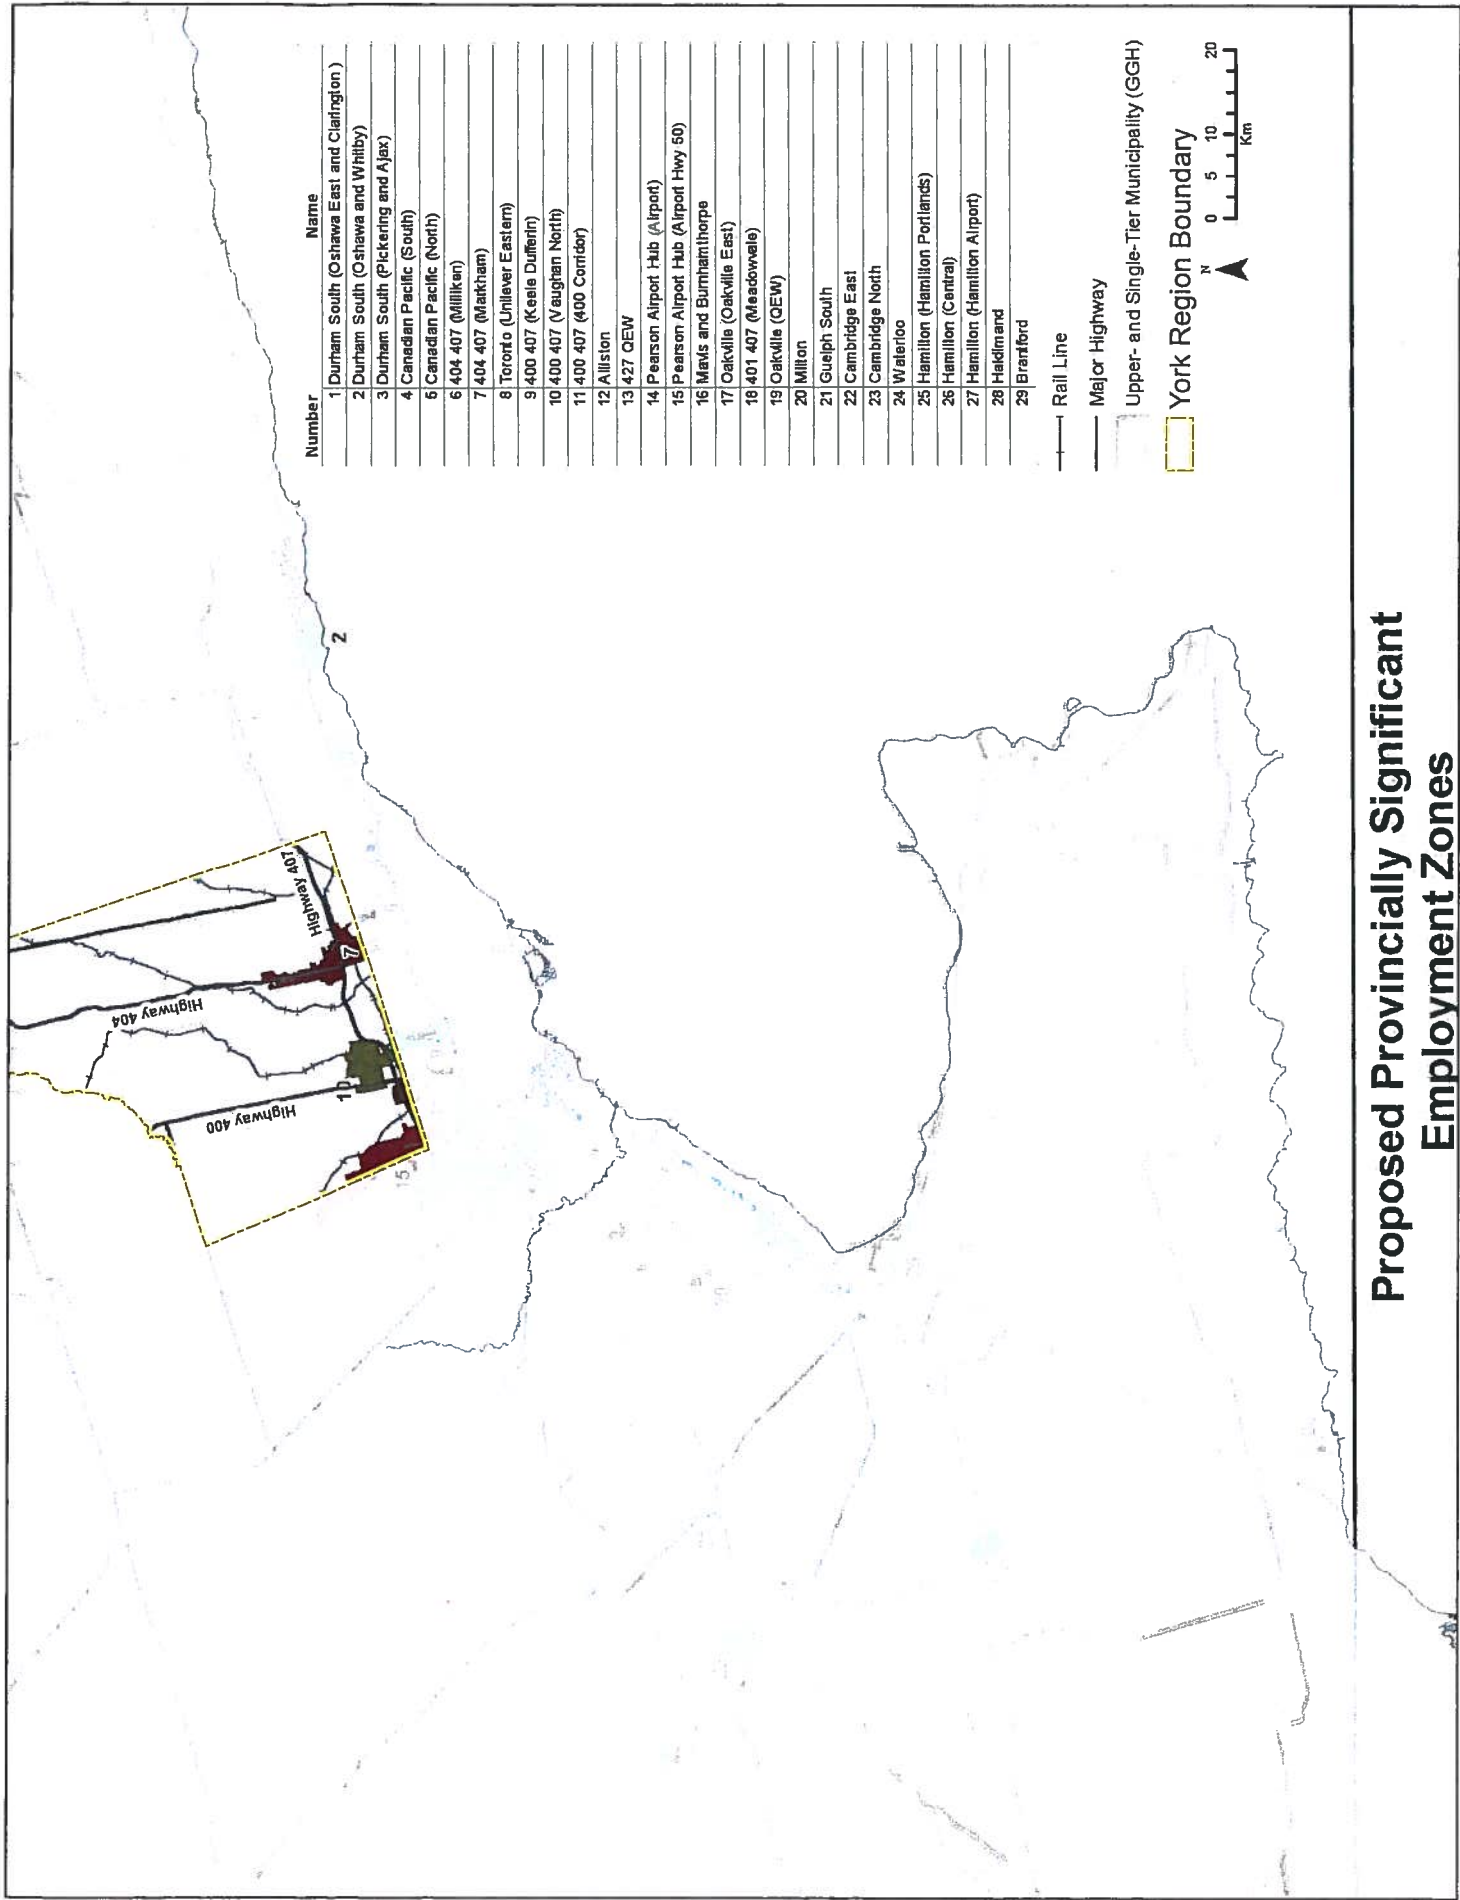 Number Name
1 Durham South (Oshawa East and Clarington )
2 Durham South (Oshawa and Whitby)
3 Durham South (Pickering and Ajax)
4 Canadian Pacific (South)
5 Canadian Pacific (North)
6 404 407 (Milliken)
7 404 407 (Markham)
8 Toronto (Unilever Eastern)
9 400 407 (Keele Dufferin)
10 400 407 (Vaughan North)
11 400 407 (400 Corridor)
12 Alliston
13 427 QEW
14 Pearson Airport Hub (Airport)
15 Pearson Airport Hub (Airport Hwy 50)
16 Mavis and Burnhamthorpe
17 Oakville (Oakville East)
18 401 407 (Meadowvale)
19 Oakville (QEW)
20 Milton
21 Guelph South
22 Cambridge East
23 Cambridge North
24 Waterloo
25 Hamilton (Hamilton Portlands)
26 Hamilton (Central)
27 Hamilton (Hamilton Airport)
28 Haldimand
29 Brantford
Rail Line
Major Highway
Upper- and Single-Tier Municipality (GGH)
York Region Boundary
N
0 5 10 20
Km
Highway 404
Highway 400
Highway 407
7
15
2
Proposed Provincially Significant
Employment Zones